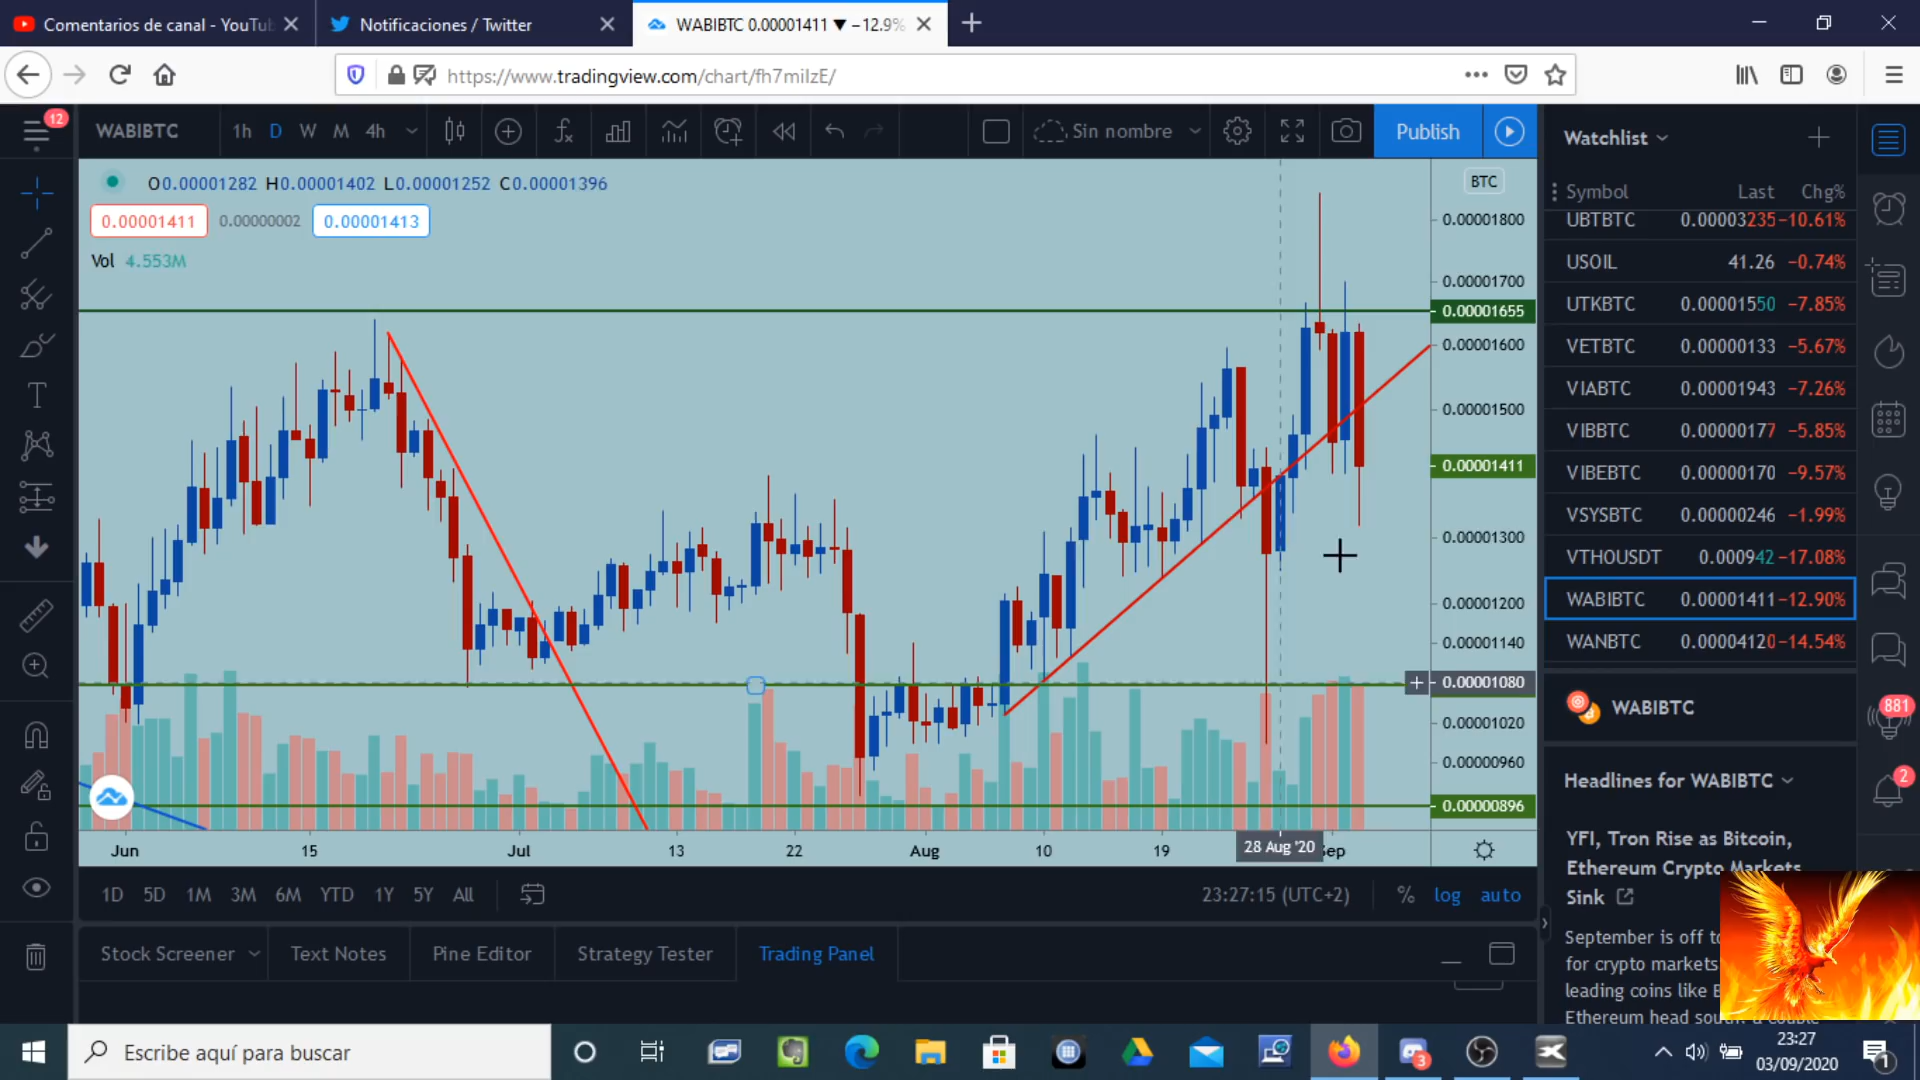 Comentarios de canal - YouTub
Notificaciones / Twitter
WABIBTC 0.00001411 ▼ −12.9%
https://www.tradingview.com/chart/fh7milzE/
12
WABIBTC 1h D W M 4h Sin nombre Publish
O0.00001282 H0.00001402 L0.00001252 C0.00001396
0.00001411 0.00000002 0.00001413
Vol 4.553M
BTC
0.00001800
0.00001700
0.00001655
0.00001600
0.00001500
0.00001411
0.00001300
0.00001200
0.00001140
0.00001080
0.00001020
0.00000960
0.00000896
Jun 15 Jul 13 22 Aug 10 19 28 Aug '20 Sep
1D 5D 1M 3M 6M YTD 1Y 5Y All 23:27:15 (UTC+2) % log auto
Stock Screener Text Notes Pine Editor Strategy Tester Trading Panel
Watchlist
Symbol Last Chg%
UBTBTC 0.00003235 −10.61%
USOIL 41.26 −0.74%
UTKBTC 0.00001550 −7.85%
VETBTC 0.00000133 −5.67%
VIABTC 0.00001943 −7.26%
VIBBTC 0.00000177 −5.85%
VIBEBTC 0.00000170 −9.57%
VSYSBTC 0.00000246 −1.99%
VTHOUSDT 0.000942 −17.08%
WABIBTC 0.00001411 −12.90%
WANBTC 0.00004120 −14.54%
WABIBTC
Headlines for WABIBTC
YFI, Tron Rise as Bitcoin,
Ethereum Crypto Markets
Sink
September is off to
for crypto markets
leading coins like B
Ethereum head south a couple
881
2
Escribe aquí para buscar
3
23:27
03/09/2020
1